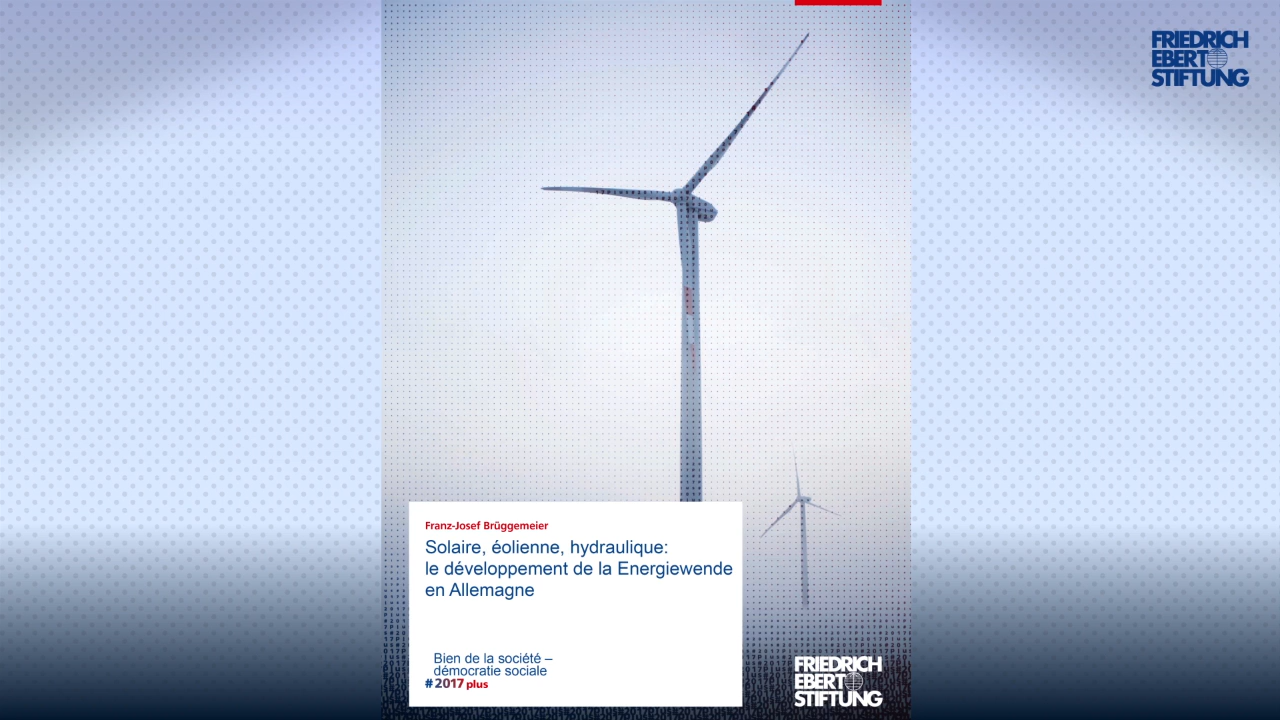 FRIEDRICH
EBERT
STIFTUNG
Franz-Josef Brüggemeier
Solaire, éolienne, hydraulique:
le développement de la Energiewende
en Allemagne
Bien de la société –
démocratie sociale
#2017 plus
FRIEDRICH
EBERT
STIFTUNG